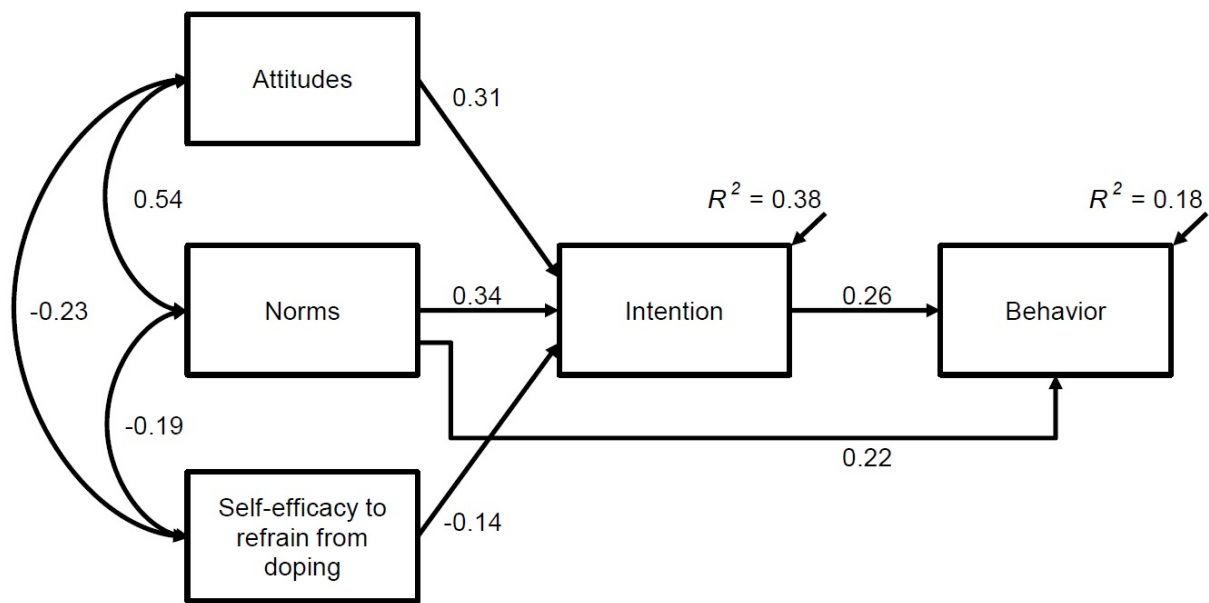 Attitudes
0.31
0.54
R² = 0.38
R² = 0.18
-0.23
Norms
0.34
Intention
0.26
Behavior
-0.19
0.22
Self-efficacy to
refrain from
doping
-0.14